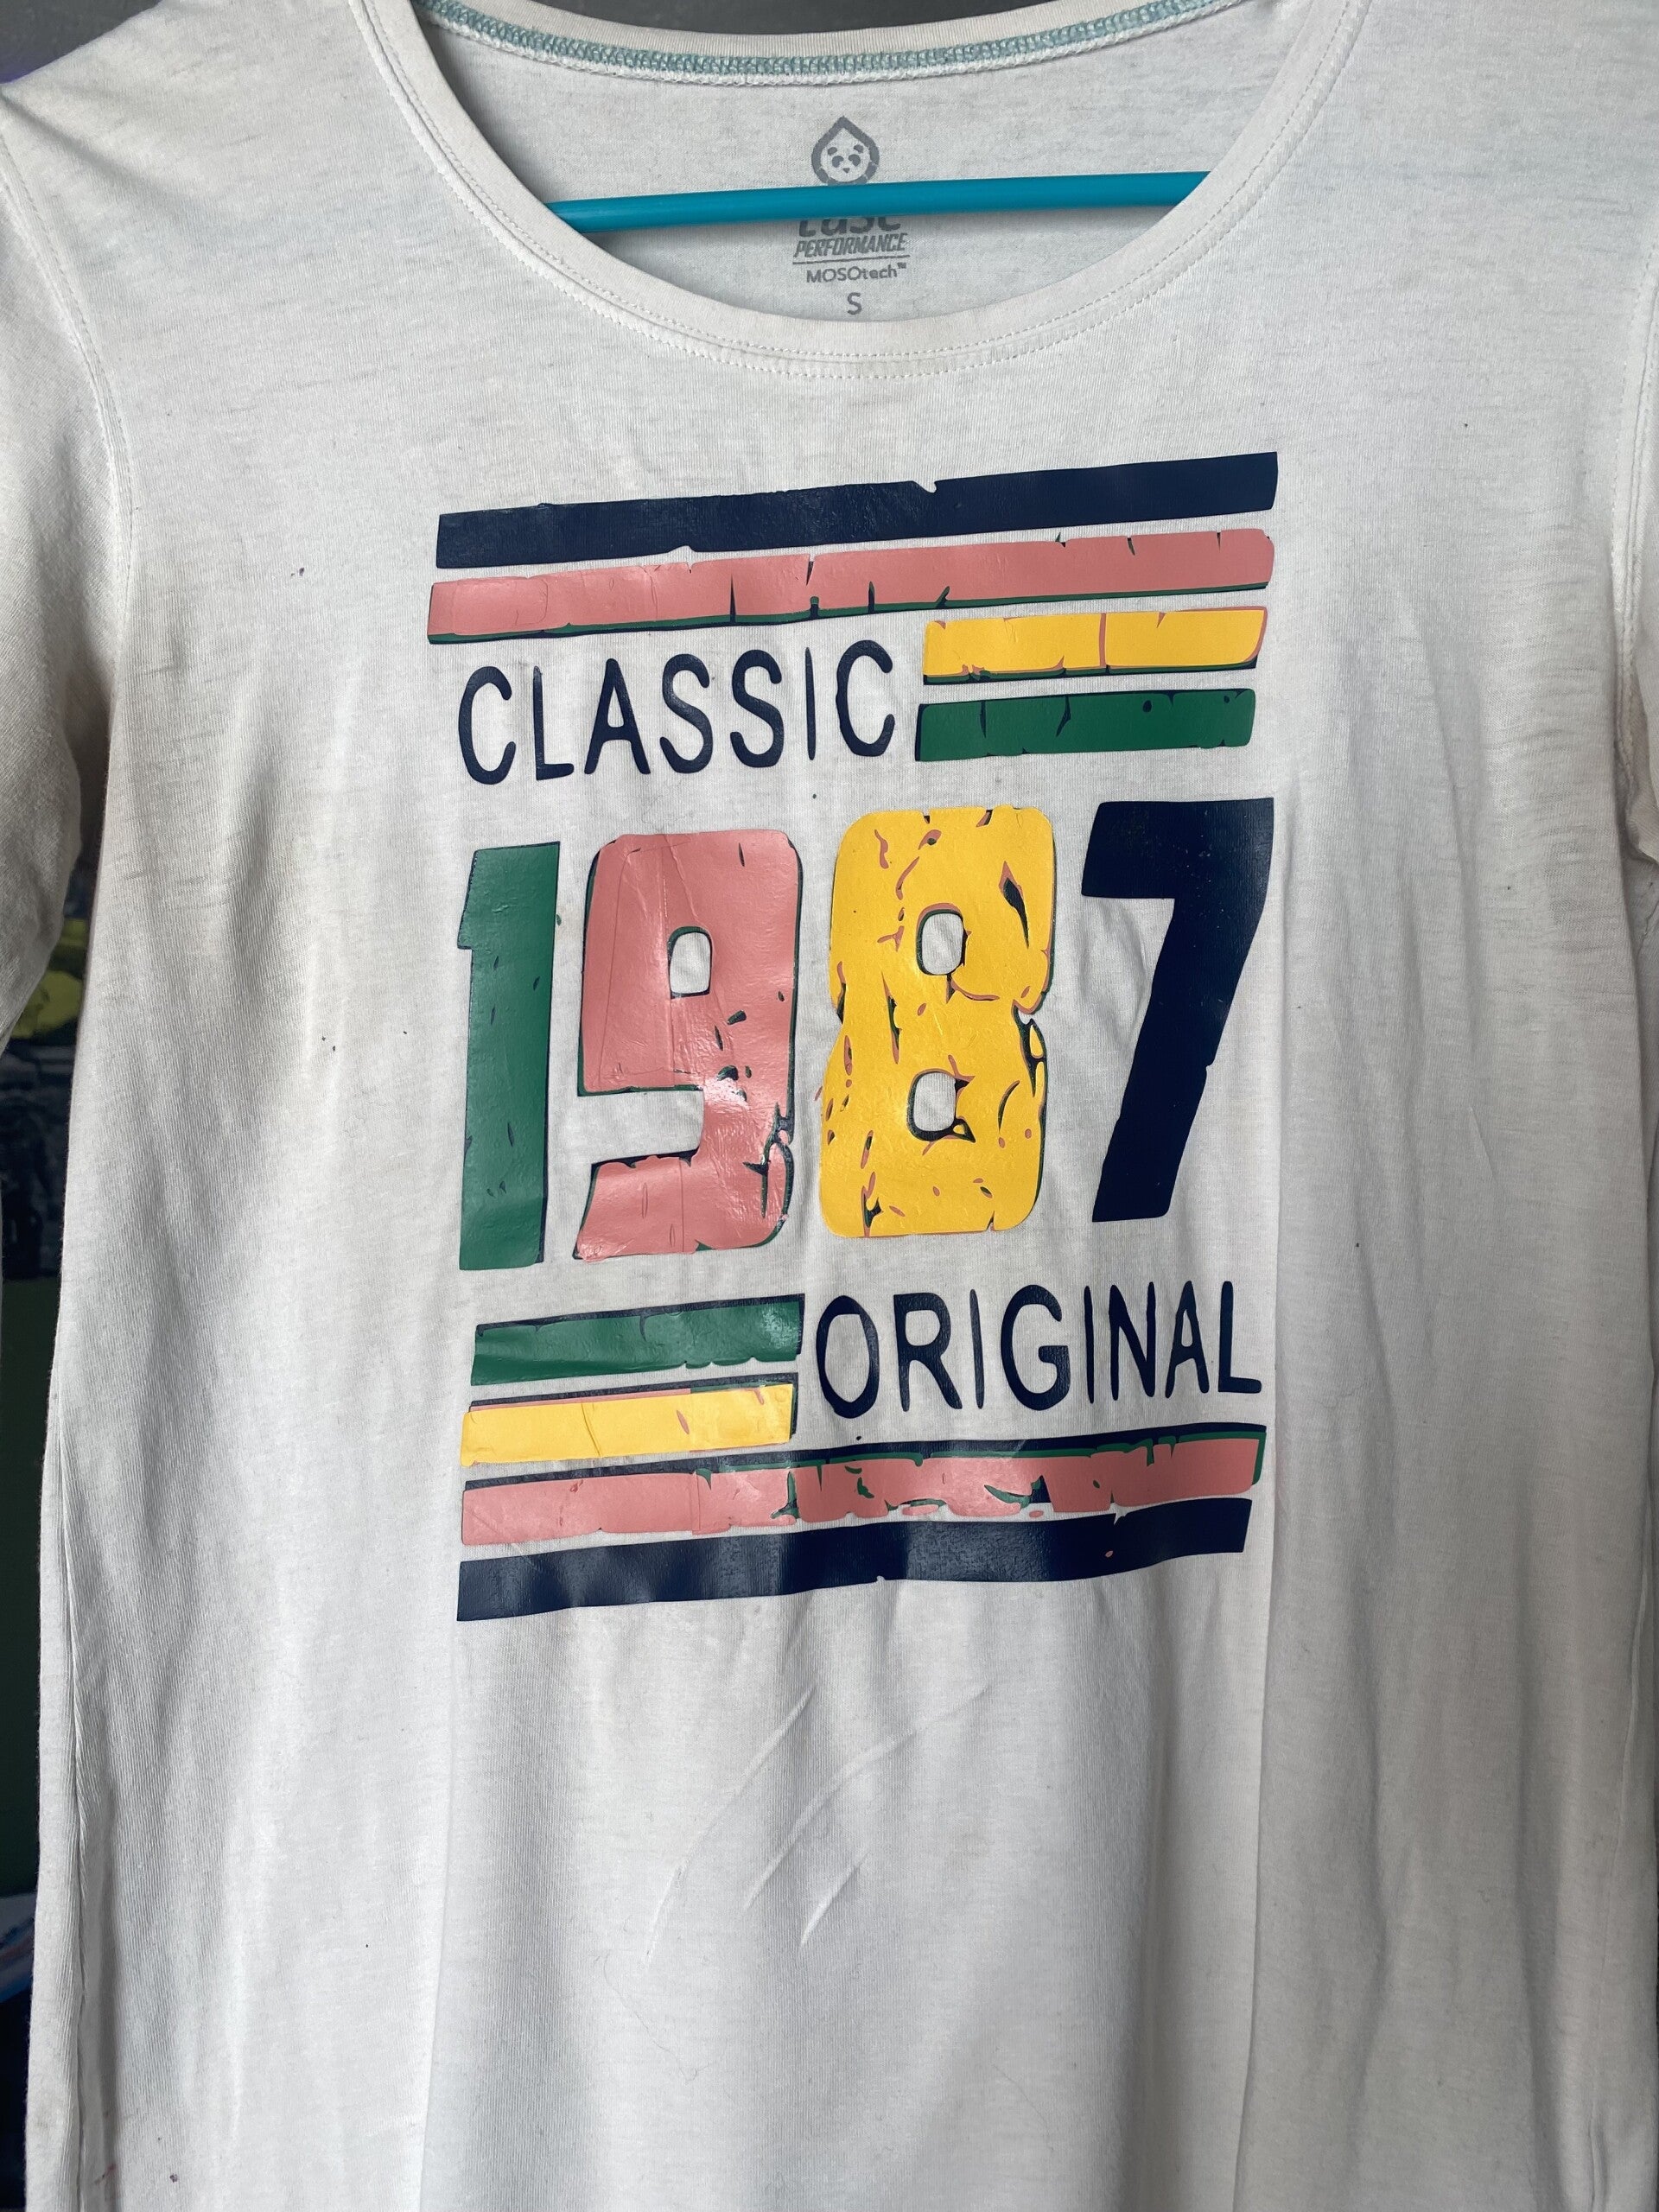 PERFORMANCE
MOSOtech™
S
CLASSIC
1987
ORIGINAL